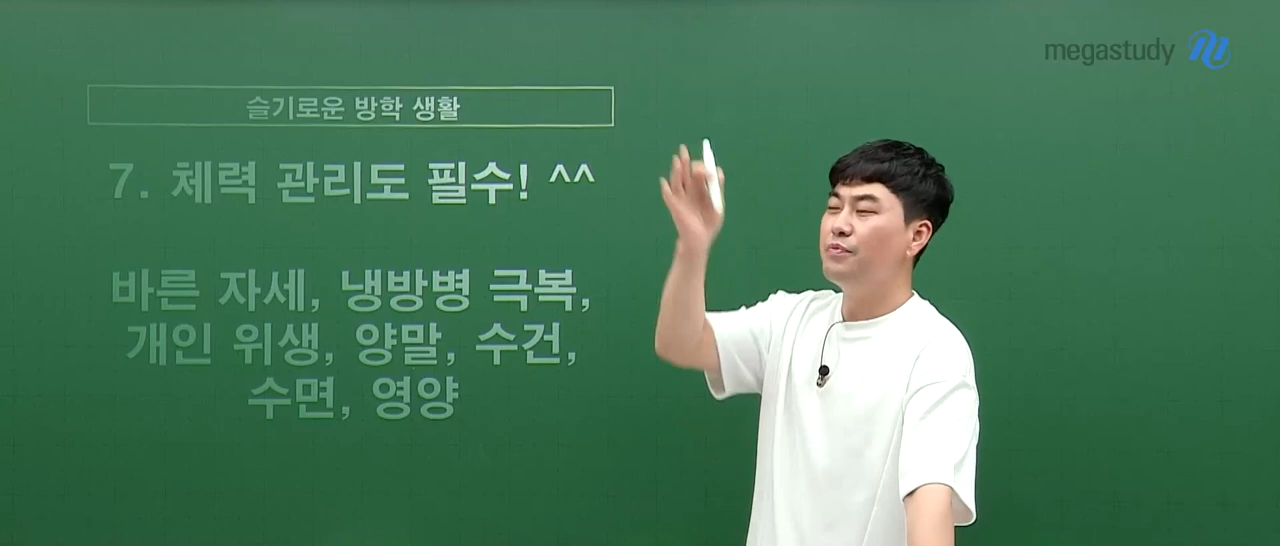 megastudy
슬기로운 방학 생활
7. 체력 관리도 필수! ^^
바른 자세, 냉방병 극복,
개인 위생, 양말, 수건,
수면, 영양